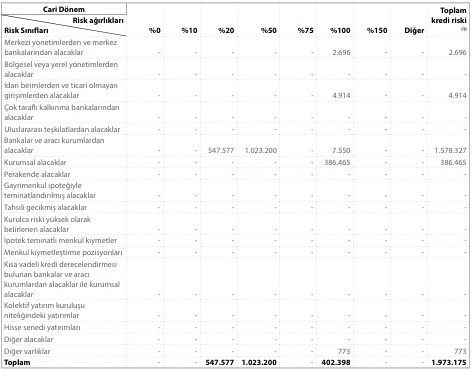 Cari Dönem
Risk ağırlıkları Toplam kredi riski (*)
Risk Sınıfları %0 %10 %20 %50 %75 %100 %150 Diğer
Merkezi yönetimlerden ve merkez
bankalarından alacaklar - - - - - 2.696 - - 2.696
Bölgesel veya yerel yönetimlerden
alacaklar - - - - - - - - -
İdari birimlerden ve ticari olmayan
girişimlerden alacaklar - - - - - 4.914 - - 4.914
Çok taraflı kalkınma bankalarından
alacaklar - - - - - - - - -
Uluslararası teşkilatlardan alacaklar - - - - - - - - -
Bankalar ve aracı kurumlardan
alacaklar - - 547.577 1.023.200 - 7.550 - - 1.578.327
Kurumsal alacaklar - - - - - 386.465 - - 386.465
Perakende alacaklar - - - - - - - - -
Gayrimenkul ipoteğiyle
teminatlandırılmış alacaklar - - - - - - - - -
Tahsili gecikmiş alacaklar - - - - - - - - -
Kurulca riski yüksek olarak
belirlenen alacaklar - - - - - - - - -
İpotek teminatlı menkul kıymetler - - - - - - - - -
Menkul kıymetleştirme pozisyonları - - - - - - - - -
Kısa vadeli kredi derecelendirmesi
bulunan bankalar ve aracı
kurumlardan alacaklar ile kurumsal
alacaklar - - - - - - - - -
Kolektif yatırım kuruluşu
niteliğindeki yatırımlar - - - - - - - - -
Hisse senedi yatırımları - - - - - - - - -
Diğer alacaklar - - - - - - - - -
Diğer varlıklar - - - - - 773 - - 773
Toplam - - 547.577 1.023.200 - 402.398 - - 1.973.175